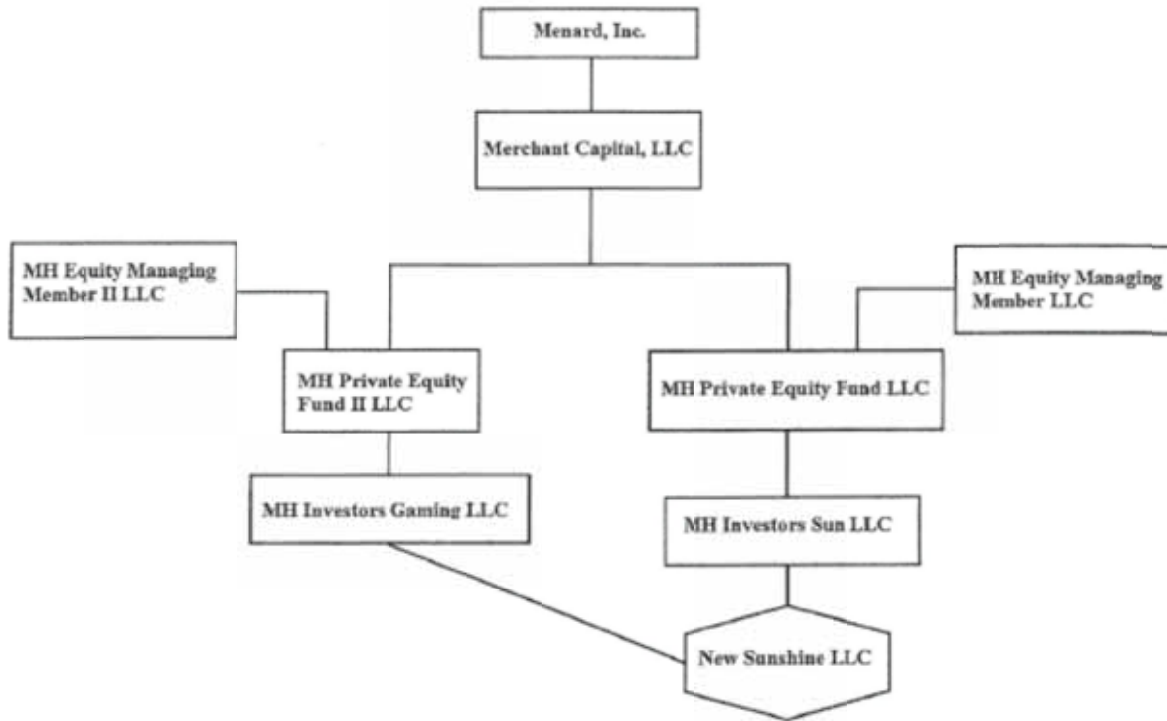 Menard, Inc.
Merchant Capital, LLC
MH Equity Managing
Member II LLC
MH Equity Managing
Member LLC
MH Private Equity
Fund II LLC
MH Private Equity Fund LLC
MH Investors Gaming LLC
MH Investors Sun LLC
New Sunshine LLC